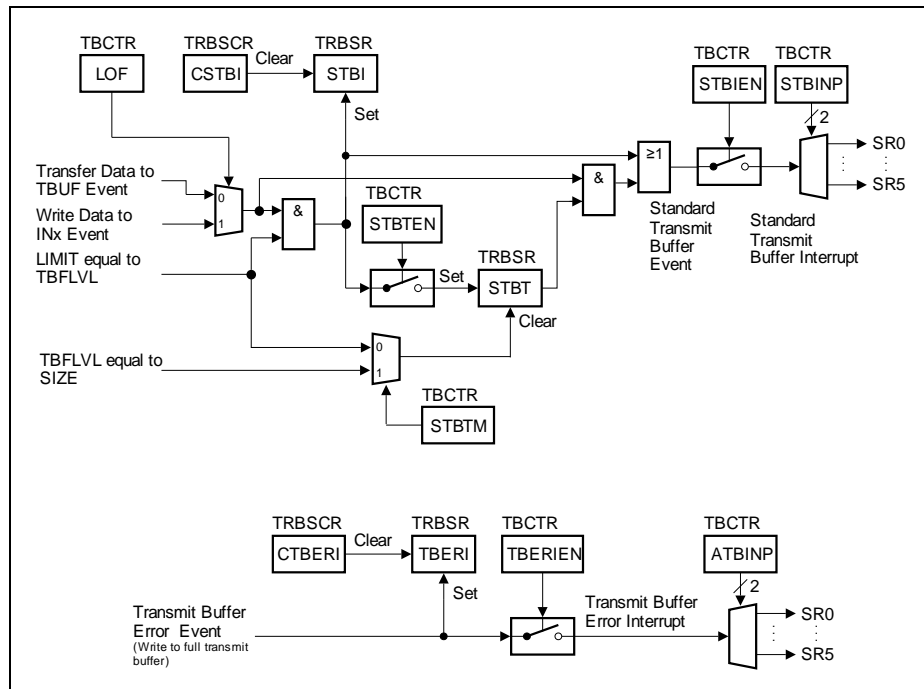 TBCTR
LOF
TRBSCR
CSTBI
Clear
TRBSR
STBI
Set
TBCTR
STBIEN
TBCTR
STBINP
2
SR0
SR5
Transfer Data to
TBUF Event
Write Data to
INx Event
LIMIT equal to
TBFLVL
0
1
&
TBCTR
STBTEN
Set
TRBSR
STBT
Clear
&
≥1
Standard
Transmit
Buffer
Event
Standard
Transmit
Buffer Interrupt
TBFLVL equal to
SIZE
0
1
TBCTR
STBTM
TRBSCR
CTBERI
Clear
TRBSR
TBERI
Set
TBCTR
TBERIEN
TBCTR
ATBINP
2
SR0
SR5
Transmit Buffer
Error Event
(Write to full transmit
buffer)
Transmit Buffer
Error Interrupt